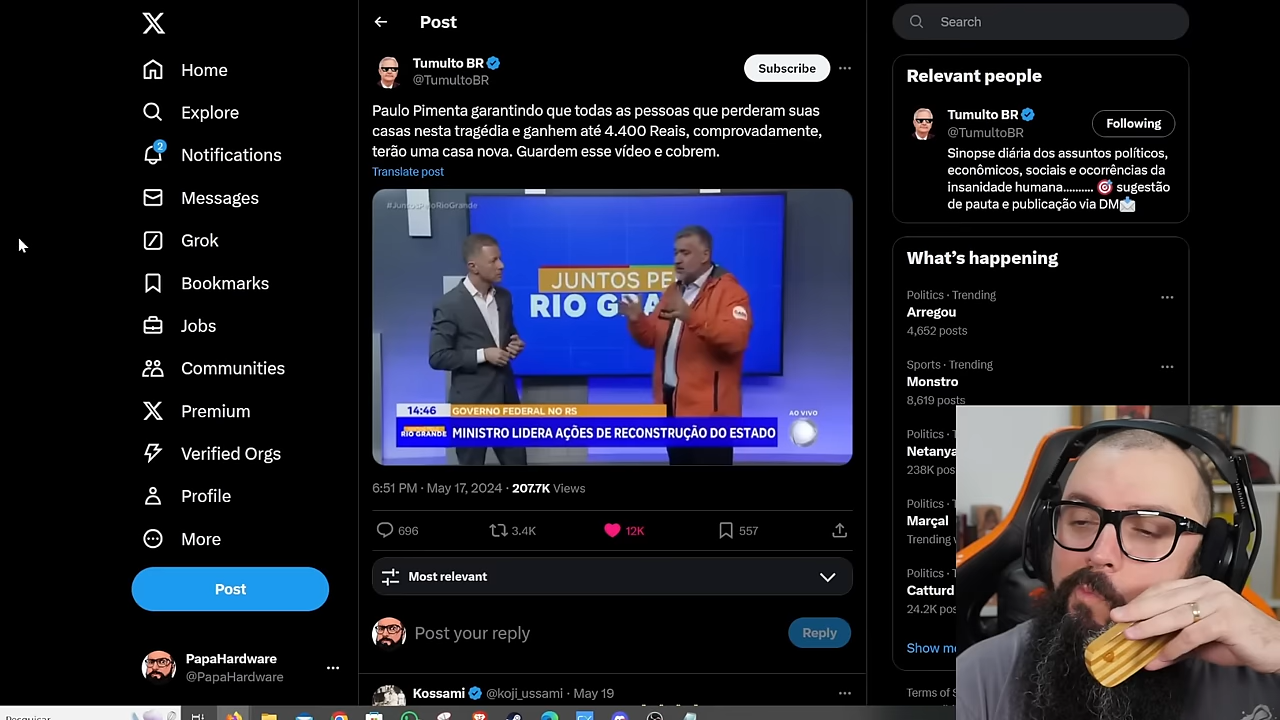 Home
Explore
2
Notifications
Messages
Grok
Bookmarks
Jobs
Communities
Premium
Verified Orgs
Profile
More
Post
PapaHardware
@PapaHardware
Post
Tumulto BR
@TumultoBR
Subscribe
Paulo Pimenta garantindo que todas as pessoas que perderam suas
casas nesta tragédia e ganhem até 4.400 Reais, comprovadamente,
terão uma casa nova. Guardem esse vídeo e cobrem.
Translate post
JUNTOS PE
RIO G
14:46 GOVERNO FEDERAL NO RS
RIO GRANDE MINISTRO LIDERA AÇÕES DE RECONSTRUÇÃO DO ESTADO
AO VIVO
6:51 PM · May 17, 2024 · 207.7K Views
696 3.4K 12K 557
Most relevant
Post your reply
Reply
Kossami @koji_ussami · May 19
Search
Relevant people
Tumulto BR
@TumultoBR
Following
Sinopse diária dos assuntos políticos,
econômicos, sociais e ocorrências da
insanidade humana.......... 🎯 sugestão
de pauta e publicação via DM📩
What's happening
Politics · Trending
Arregou
4,652 posts
Sports · Trending
Monstro
8,619 posts
Politics · T
Netanya
238K pos
Politics · T
Marçal
Trending
Politics · T
Catturd
24.2K pos
Show m
Terms of S